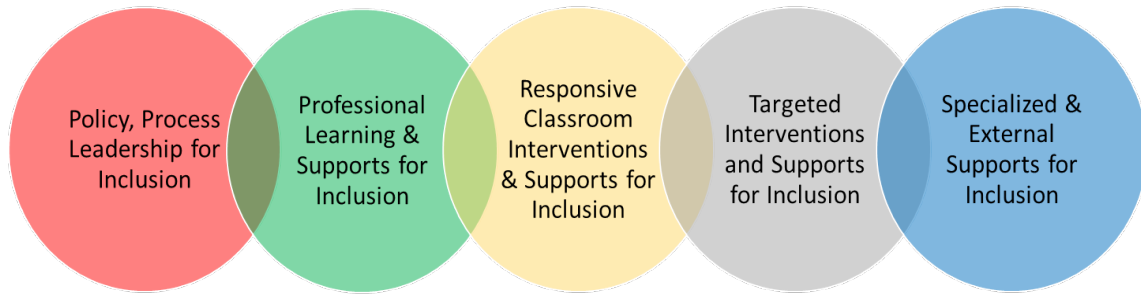 Policy, Process
Leadership for
Inclusion
Professional
Learning &
Supports for
Inclusion
Responsive
Classroom
Interventions
& Supports for
Inclusion
Targeted
Interventions
and Supports
for Inclusion
Specialized &
External
Supports for
Inclusion